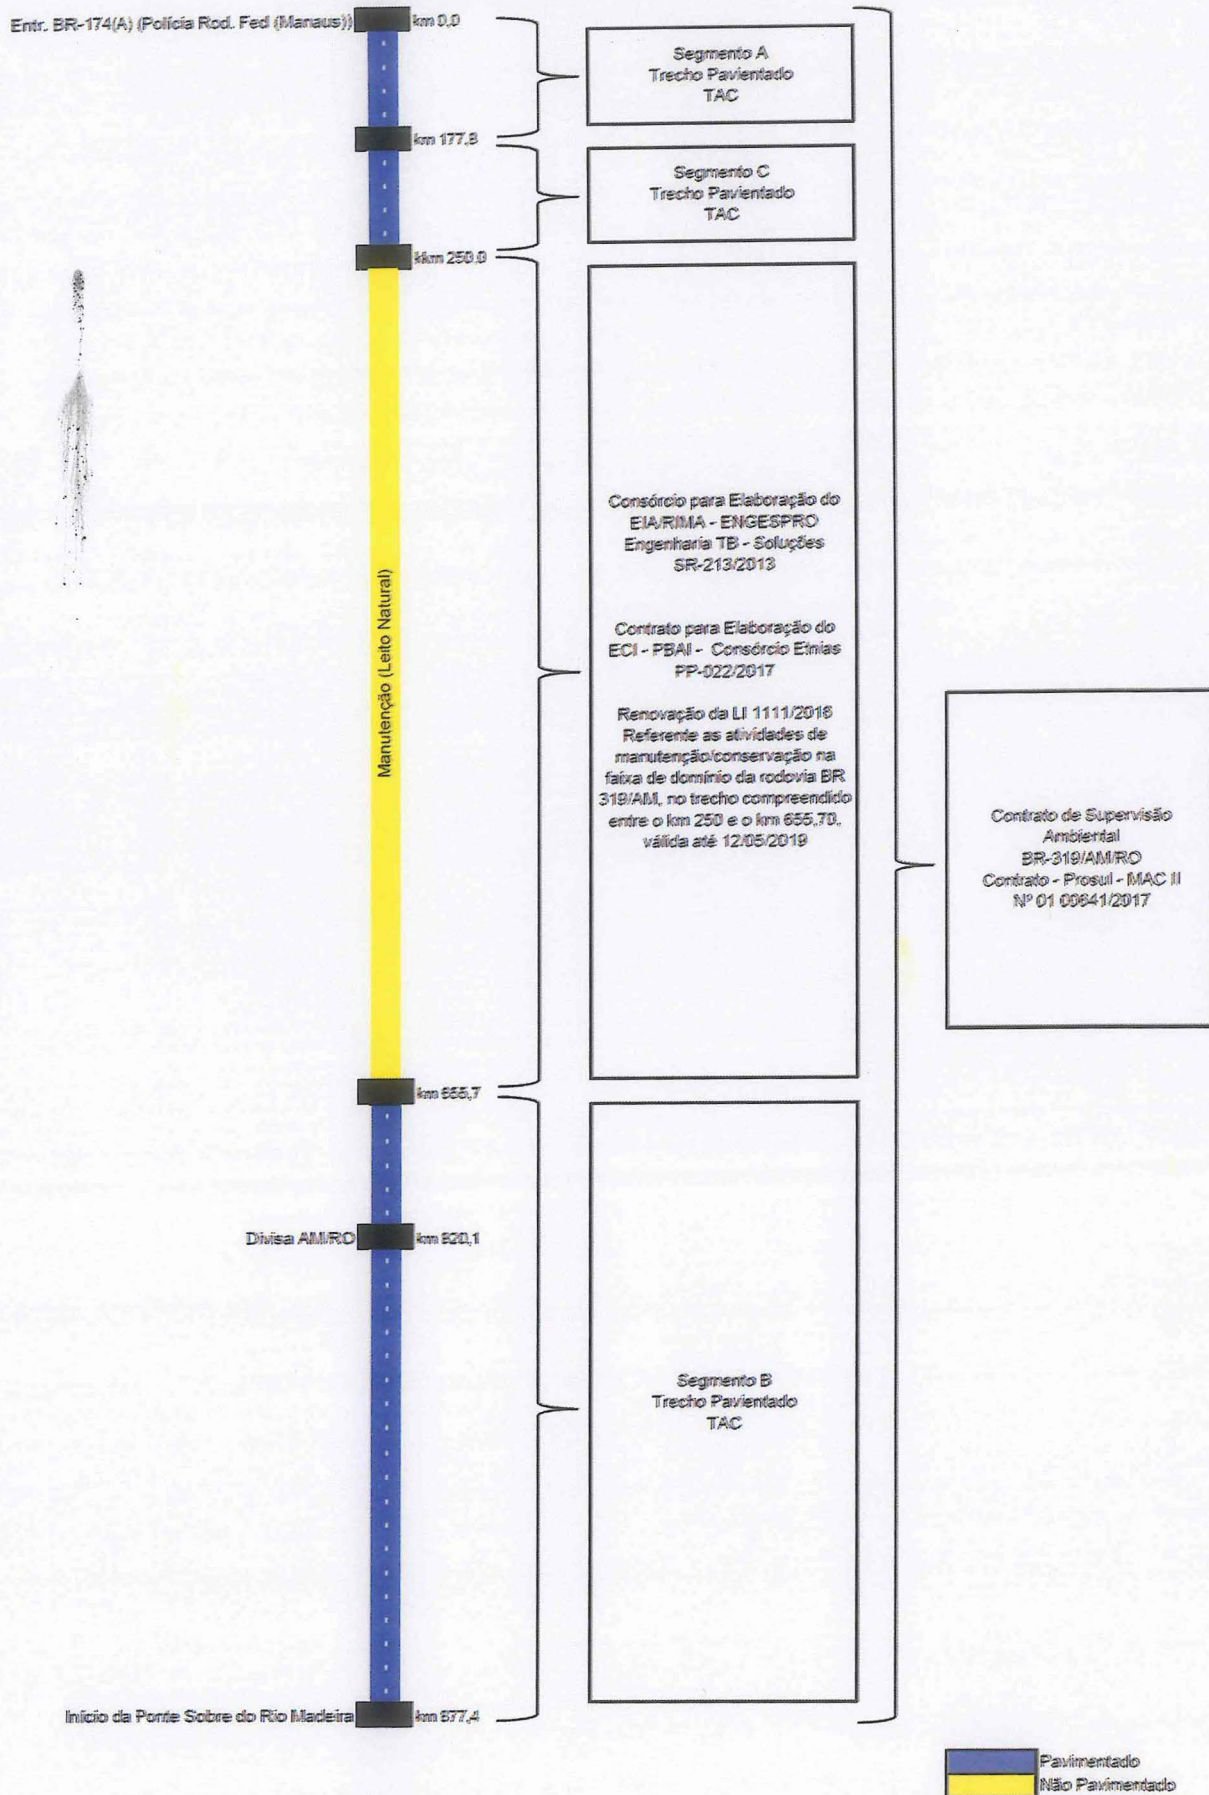 Entr. BR-174(A) (Polícia Rod. Fed (Manaus))
km 0,0
Segmento A
Trecho Pavientado
TAC
km 177,8
Segmento C
Trecho Pavientado
TAC
kkm 250,0
Manutenção (Leito Natural)
Consórcio para Elaboração do
EIA/RIMA - ENGESPRO
Engenharia TB - Soluções
SR-213/2013
Contrato para Elaboração do
ECI - PBAI - Consórcio Etnias
PP-022/2017
Renovação da LI 1111/2016
Referente as atividades de
manutenção/conservação na
faixa de domínio da rodovia BR
319/AM, no trecho compreendido
entre o km 250 e o km 655,70,
válida até 12/05/2019
Contrato de Supervisão
Ambiental
BR-319/AM/RO
Contrato - Prosul - MAC II
Nº 01 00641/2017
km 655,7
Divisa AM/RO
km 820,1
Segmento B
Trecho Pavientado
TAC
Início da Ponte Sobre do Rio Madeira
km 877,4
Pavimentado
Não Pavimentado